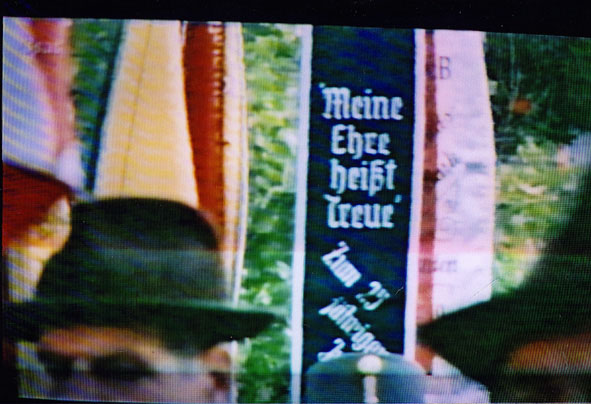 "Meine
Ehre
heißt
Treue"
Zum 25
jährigen